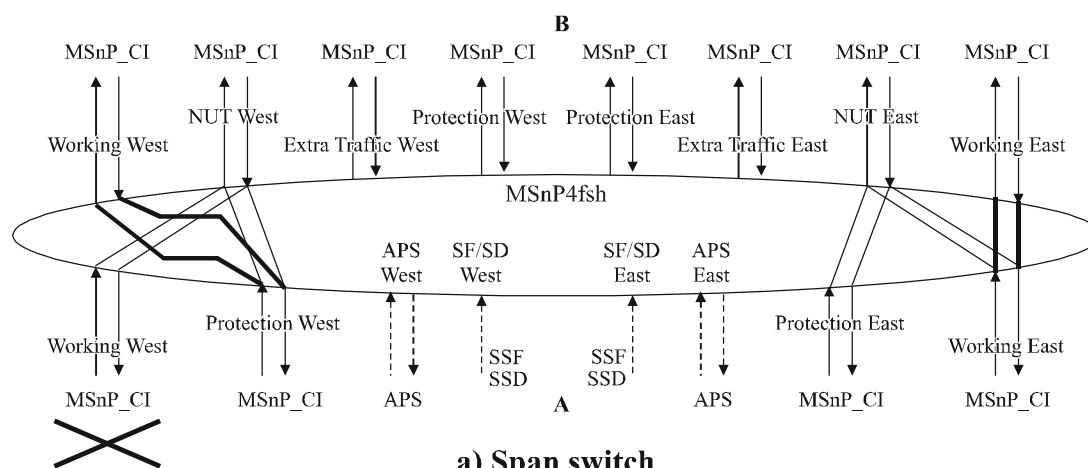 B
MSnP_CI MSnP_CI MSnP_CI MSnP_CI MSnP_CI MSnP_CI MSnP_CI MSnP_CI
NUT West Protection West Protection East NUT East
Working West Extra Traffic West Extra Traffic East Working East
MSnP4fsh
APS SF/SD SF/SD APS
West West East East
Protection West Protection East
Working West Working East
SSF SSF
SSD SSD
MSnP_CI MSnP_CI APS A APS MSnP_CI MSnP_CI
a) Span switch